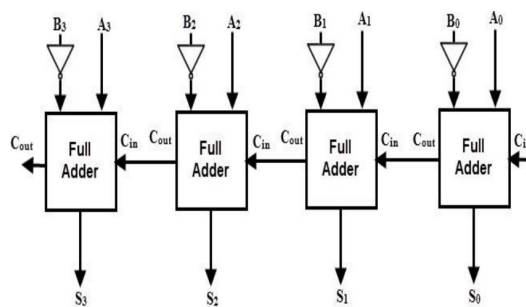 B3 A3 B2 A2 B1 A1 B0 A0
Cout Full Adder Cin Cout Full Adder Cin Cout Full Adder Cin Cout Full Adder Ci
S3 S2 S1 S0